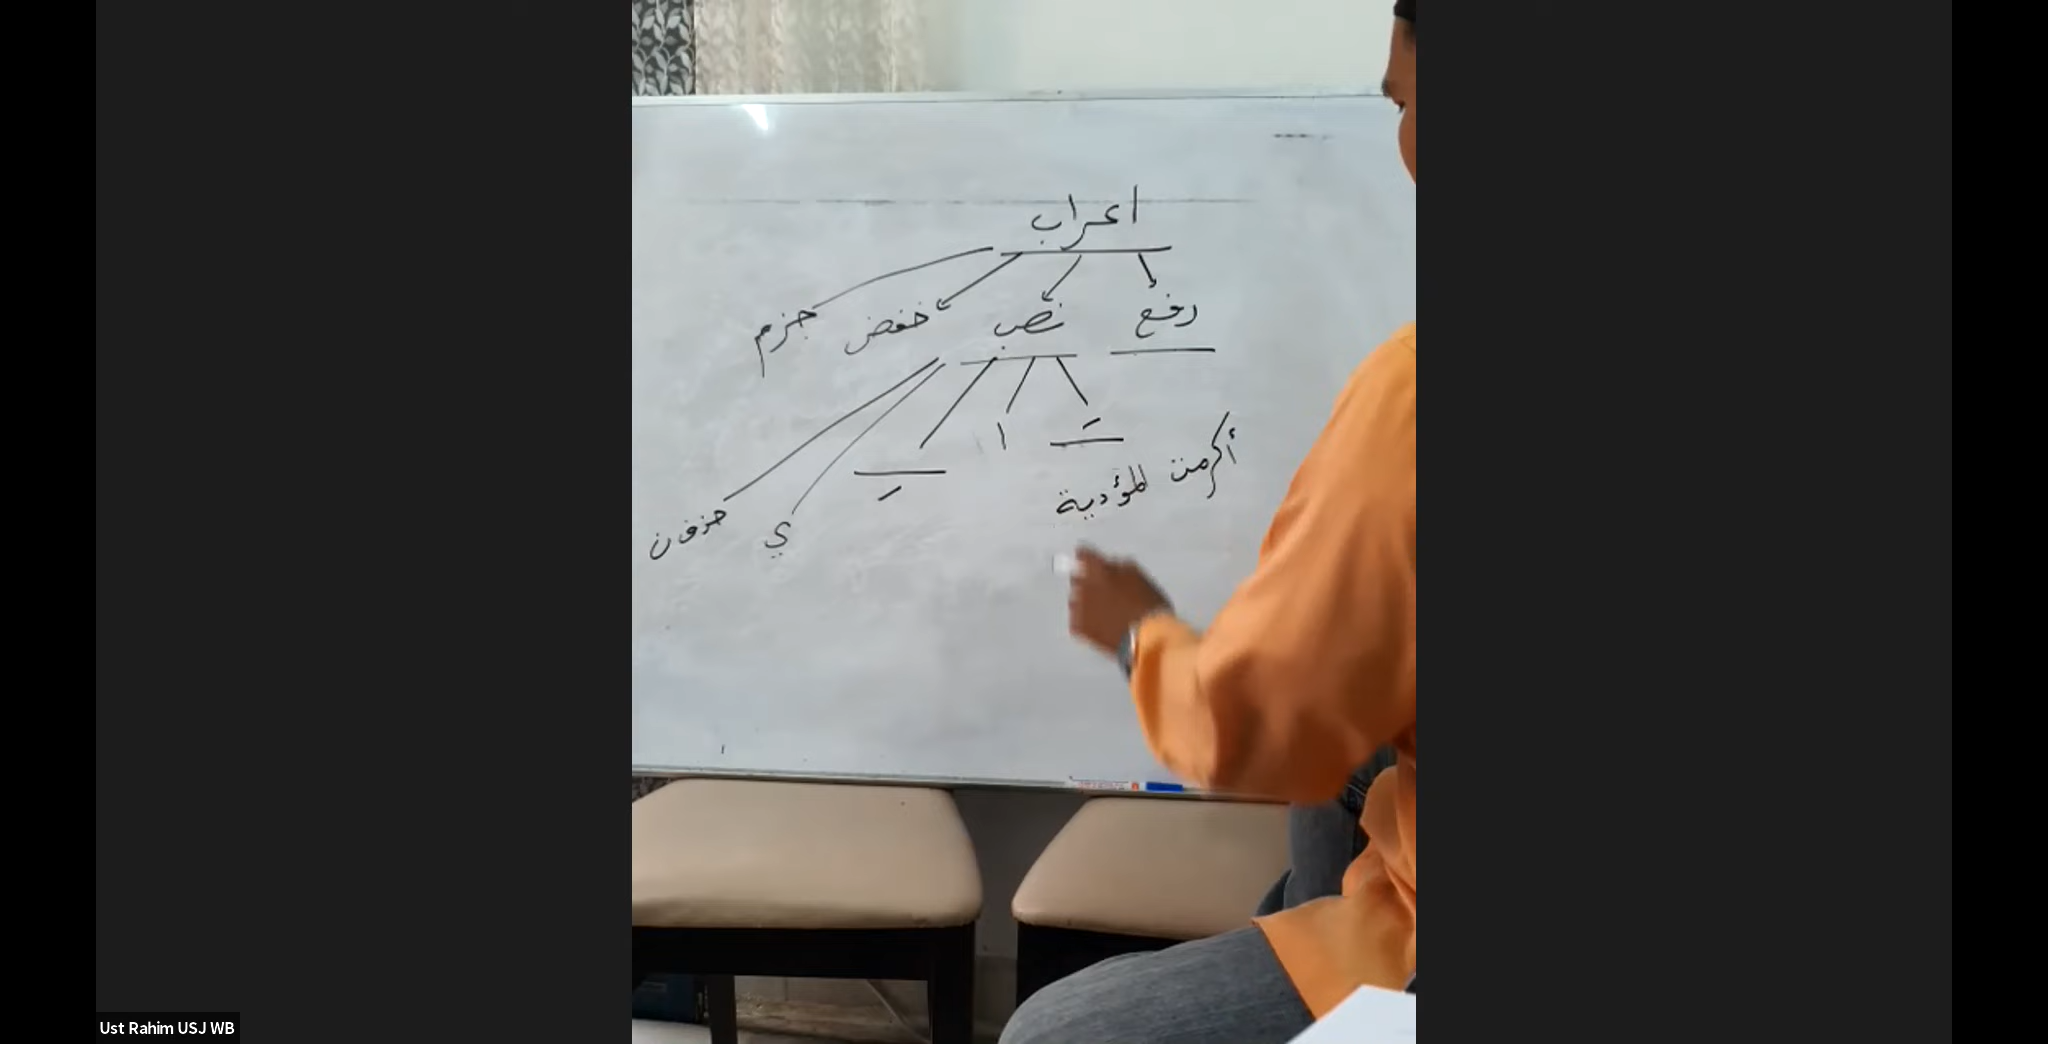 اعراب
رفع نصب خفض جزم
َ ا ِ ي حذف ن
أكرمت المؤدبة
Ust Rahim USJ WB